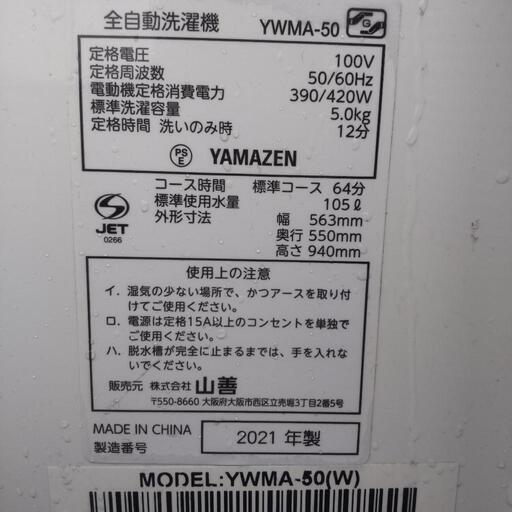 全自動洗濯機 YWMA-50
定格電圧 100V
定格周波数 50/60Hz
電動機定格消費電力 390/420W
標準洗濯容量 5.0kg
定格時間 洗いのみ時 12分
PSE YAMAZEN
コース時間 標準コース 64分
標準使用水量 105ℓ
外形寸法 幅 563mm
奥行 550mm
高さ 940mm
S
JET
0266
使用上の注意
イ. 湿気の少ない場所で、かつアースを取り付
けてご使用ください。
ロ. 電源は定格15A以上のコンセントを単独で
ご使用ください。
ハ. 脱水槽が完全に止まるまでは、手を入れな
いでください。
販売元 株式会社 山善
〒550-8660 大阪府大阪市西区立売堀3丁目2番5号
MADE IN CHINA
製造番号
2021 年製
MODEL:YWMA-50(W)